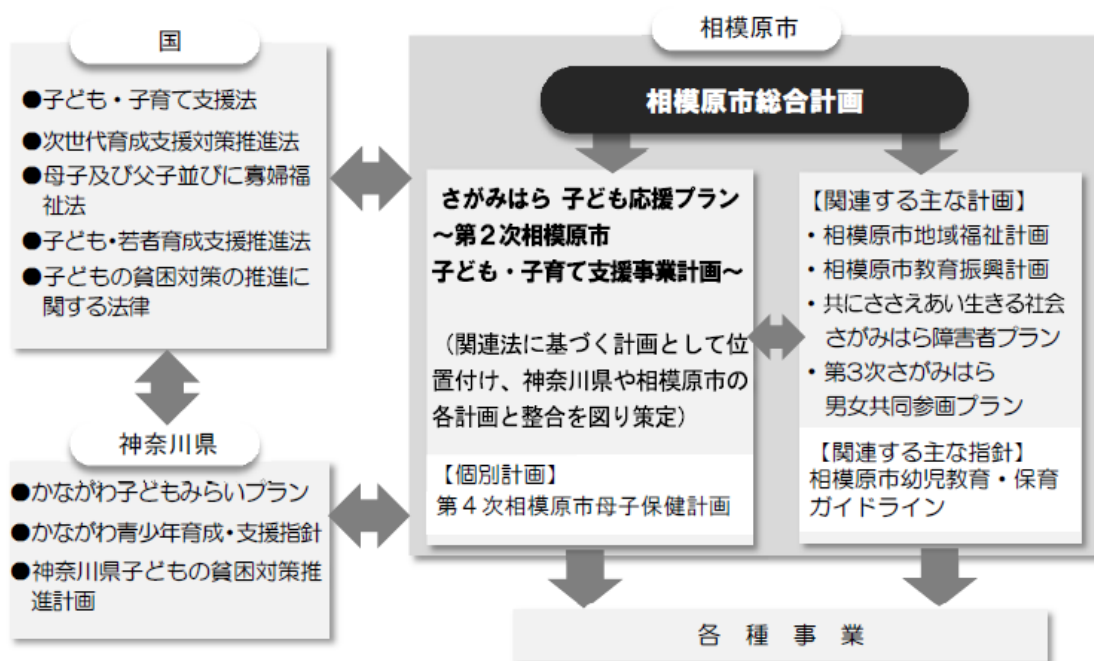 国
●子ども・子育て支援法
●次世代育成支援対策推進法
●母子及び父子並びに寡婦福
祉法
●子ども・若者育成支援推進法
●子どもの貧困対策の推進に
関する法律
神奈川県
●かながわ子どもみらいプラン
●かながわ青少年育成・支援指針
●神奈川県子どもの貧困対策推
進計画
相模原市
相模原市総合計画
さがみはら 子ども応援プラン
～第２次相模原市
子ども・子育て支援事業計画～
（関連法に基づく計画として位
置付け、神奈川県や相模原市の
各計画と整合を図り策定）
【個別計画】
第４次相模原市母子保健計画
【関連する主な計画】
・相模原市地域福祉計画
・相模原市教育振興計画
・共にささえあい生きる社会
さがみはら障害者プラン
・第3次さがみはら
男女共同参画プラン
【関連する主な指針】
相模原市幼児教育・保育
ガイドライン
各 種 事 業